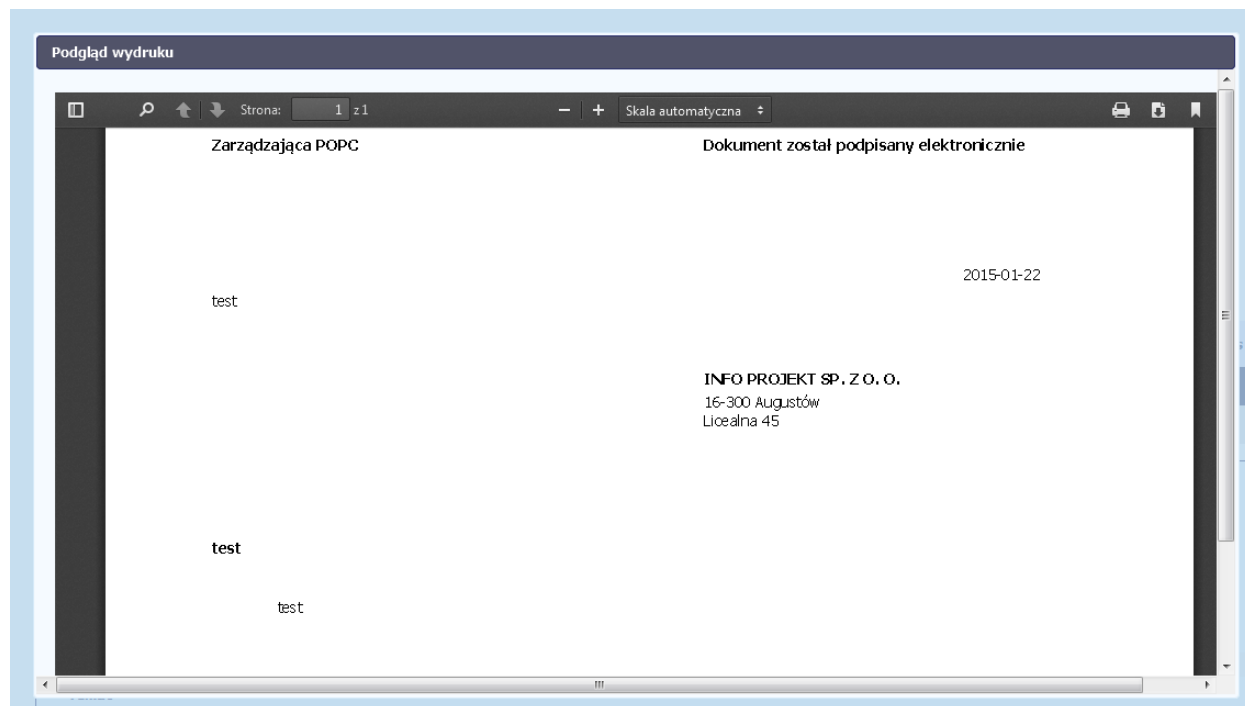 Podgląd wydruku
Strona: 1 z 1 Skala automatyczna
Zarządzająca POPC Dokument został podpisany elektronicznie
2015-01-22
test
INFO PROJEKT SP. Z O. O.
16-300 Augustów
Licealna 45
test
test